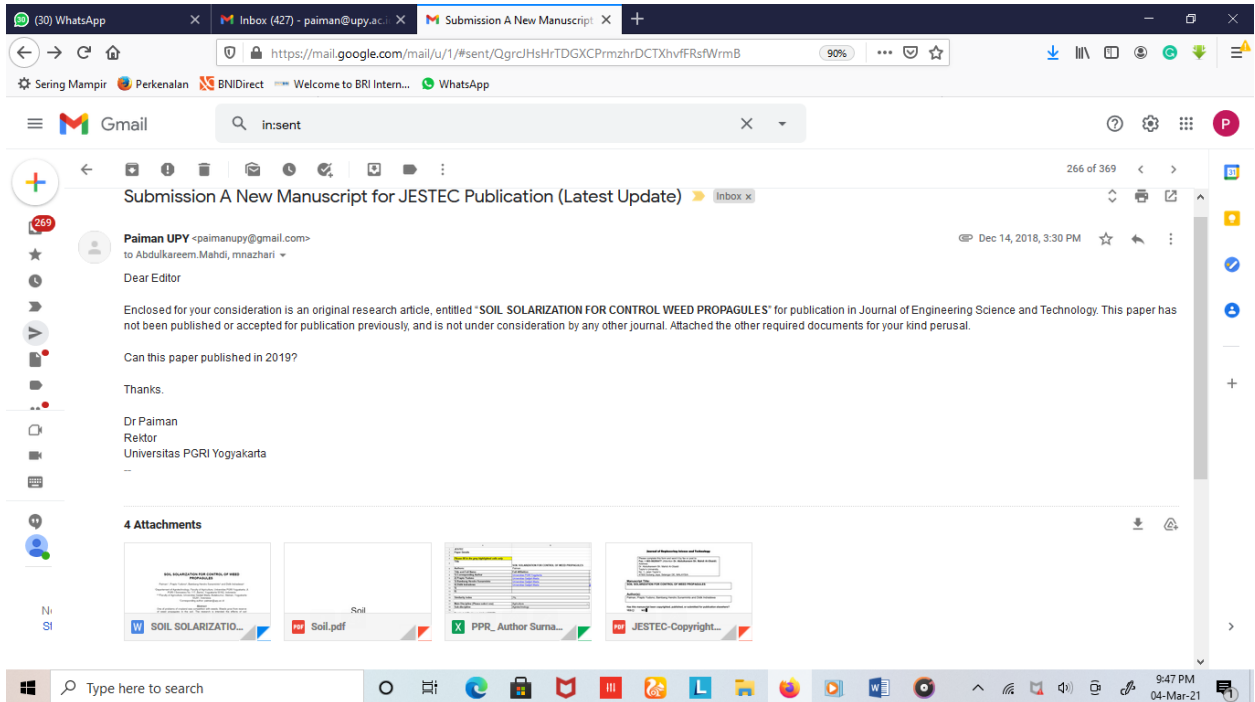 (30) WhatsApp
Inbox (427) - paiman@upy.ac.i
Submission A New Manuscript
https://mail.google.com/mail/u/1/#sent/QgrcJHsHrTDGXCPrmzhrDCTXhvfFRsfWrmB
90%
Sering Mampir
Perkenalan
BNIDirect
Welcome to BRI Intern...
WhatsApp
Gmail
in:sent
P
266 of 369
Submission A New Manuscript for JESTEC Publication (Latest Update)
Inbox x
269
Paiman UPY <paimanupy@gmail.com>
Dec 14, 2018, 3:30 PM
to Abdulkareem.Mahdi, mnazhari
Dear Editor
Enclosed for your consideration is an original research article, entitled “SOIL SOLARIZATION FOR CONTROL WEED PROPAGULES” for publication in Journal of Engineering Science and Technology. This paper has
not been published or accepted for publication previously, and is not under consideration by any other journal. Attached the other required documents for your kind perusal.
Can this paper published in 2019?
Thanks.
Dr Paiman
Rektor
Universitas PGRI Yogyakarta
--
4 Attachments
SOIL SOLARIZATION FOR CONTROL OF WEED
PROPAGULES
Soil
Journal of Engineering Science and Technology
W SOIL SOLARIZATIO...
PDF Soil.pdf
X PPR_ Author Surna...
PDF JESTEC-Copyright...
Type here to search
9:47 PM
04-Mar-21